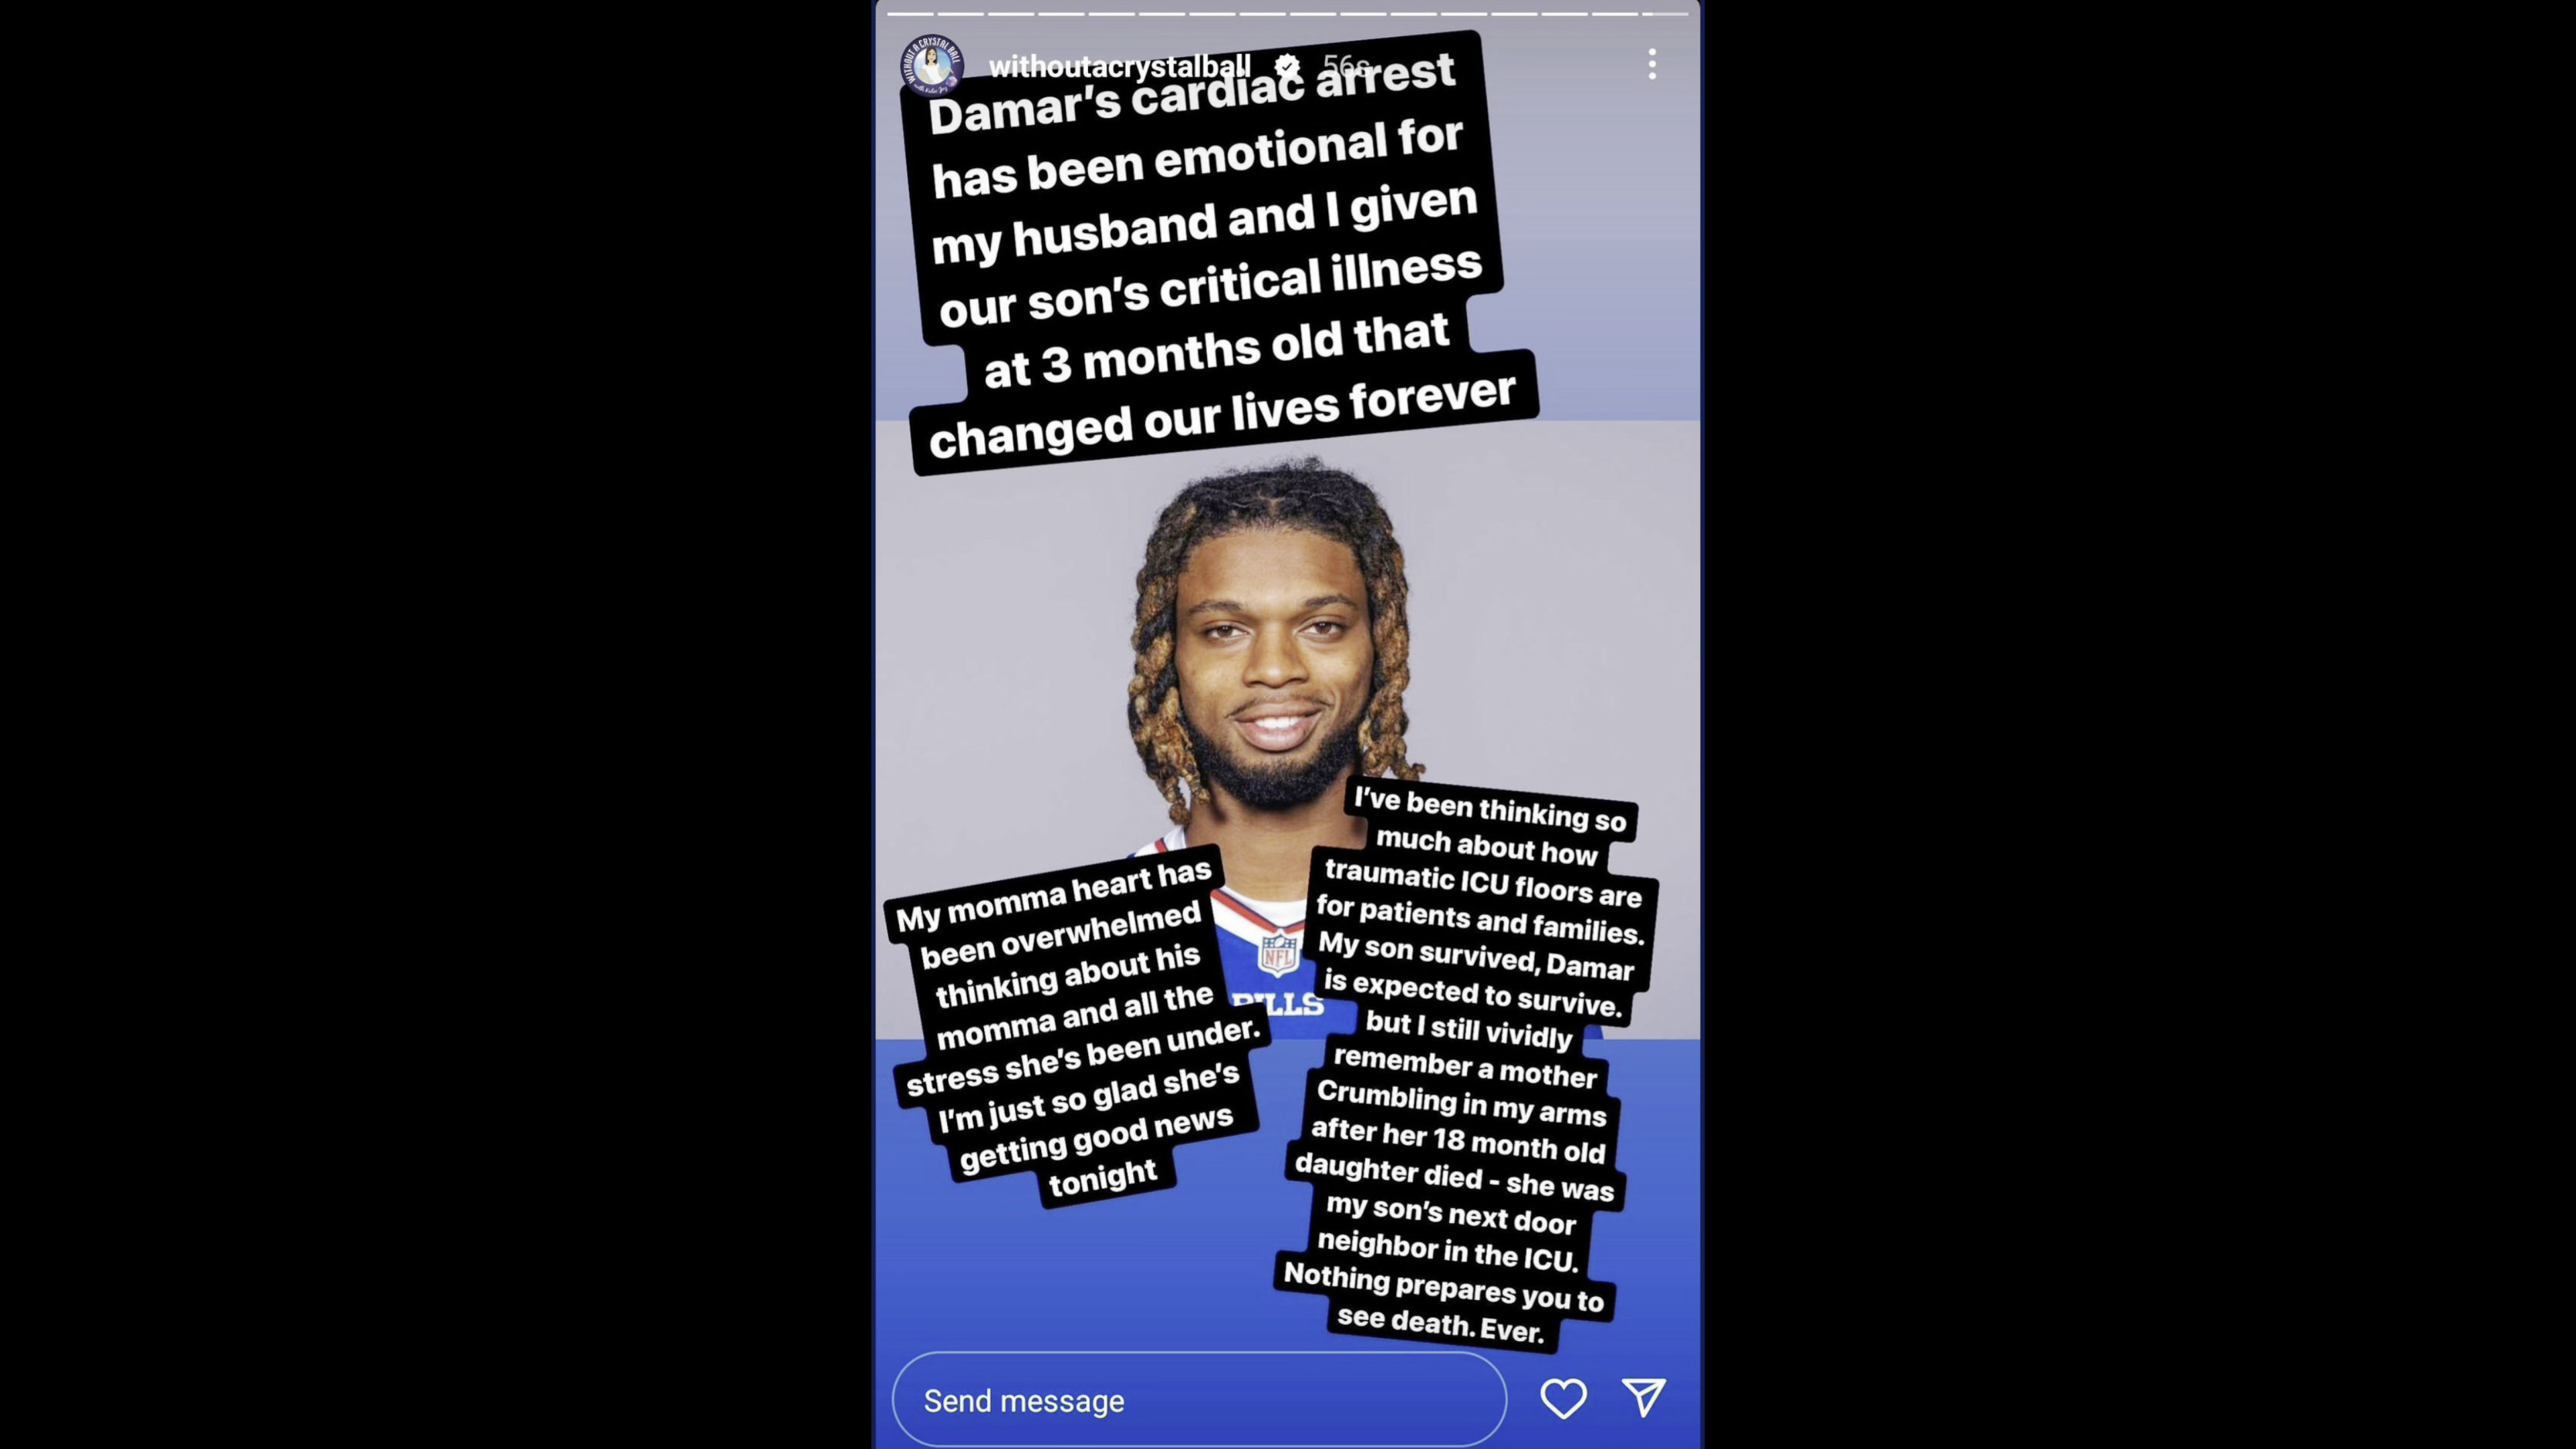 WITHOUT A CRYSTAL BALL
withoutacrystalball 56s
Damar's cardiac arrest
has been emotional for
my husband and I given
our son's critical illness
at 3 months old that
changed our lives forever
My momma heart has
been overwhelmed
thinking about his
momma and all the
stress she's been under.
I'm just so glad she's
getting good news
tonight
I've been thinking so
much about how
traumatic ICU floors are
for patients and families.
My son survived, Damar
is expected to survive.
but I still vividly
remember a mother
Crumbling in my arms
after her 18 month old
daughter died - she was
my son's next door
neighbor in the ICU.
Nothing prepares you to
see death. Ever.
NFL
BILLS
Send message